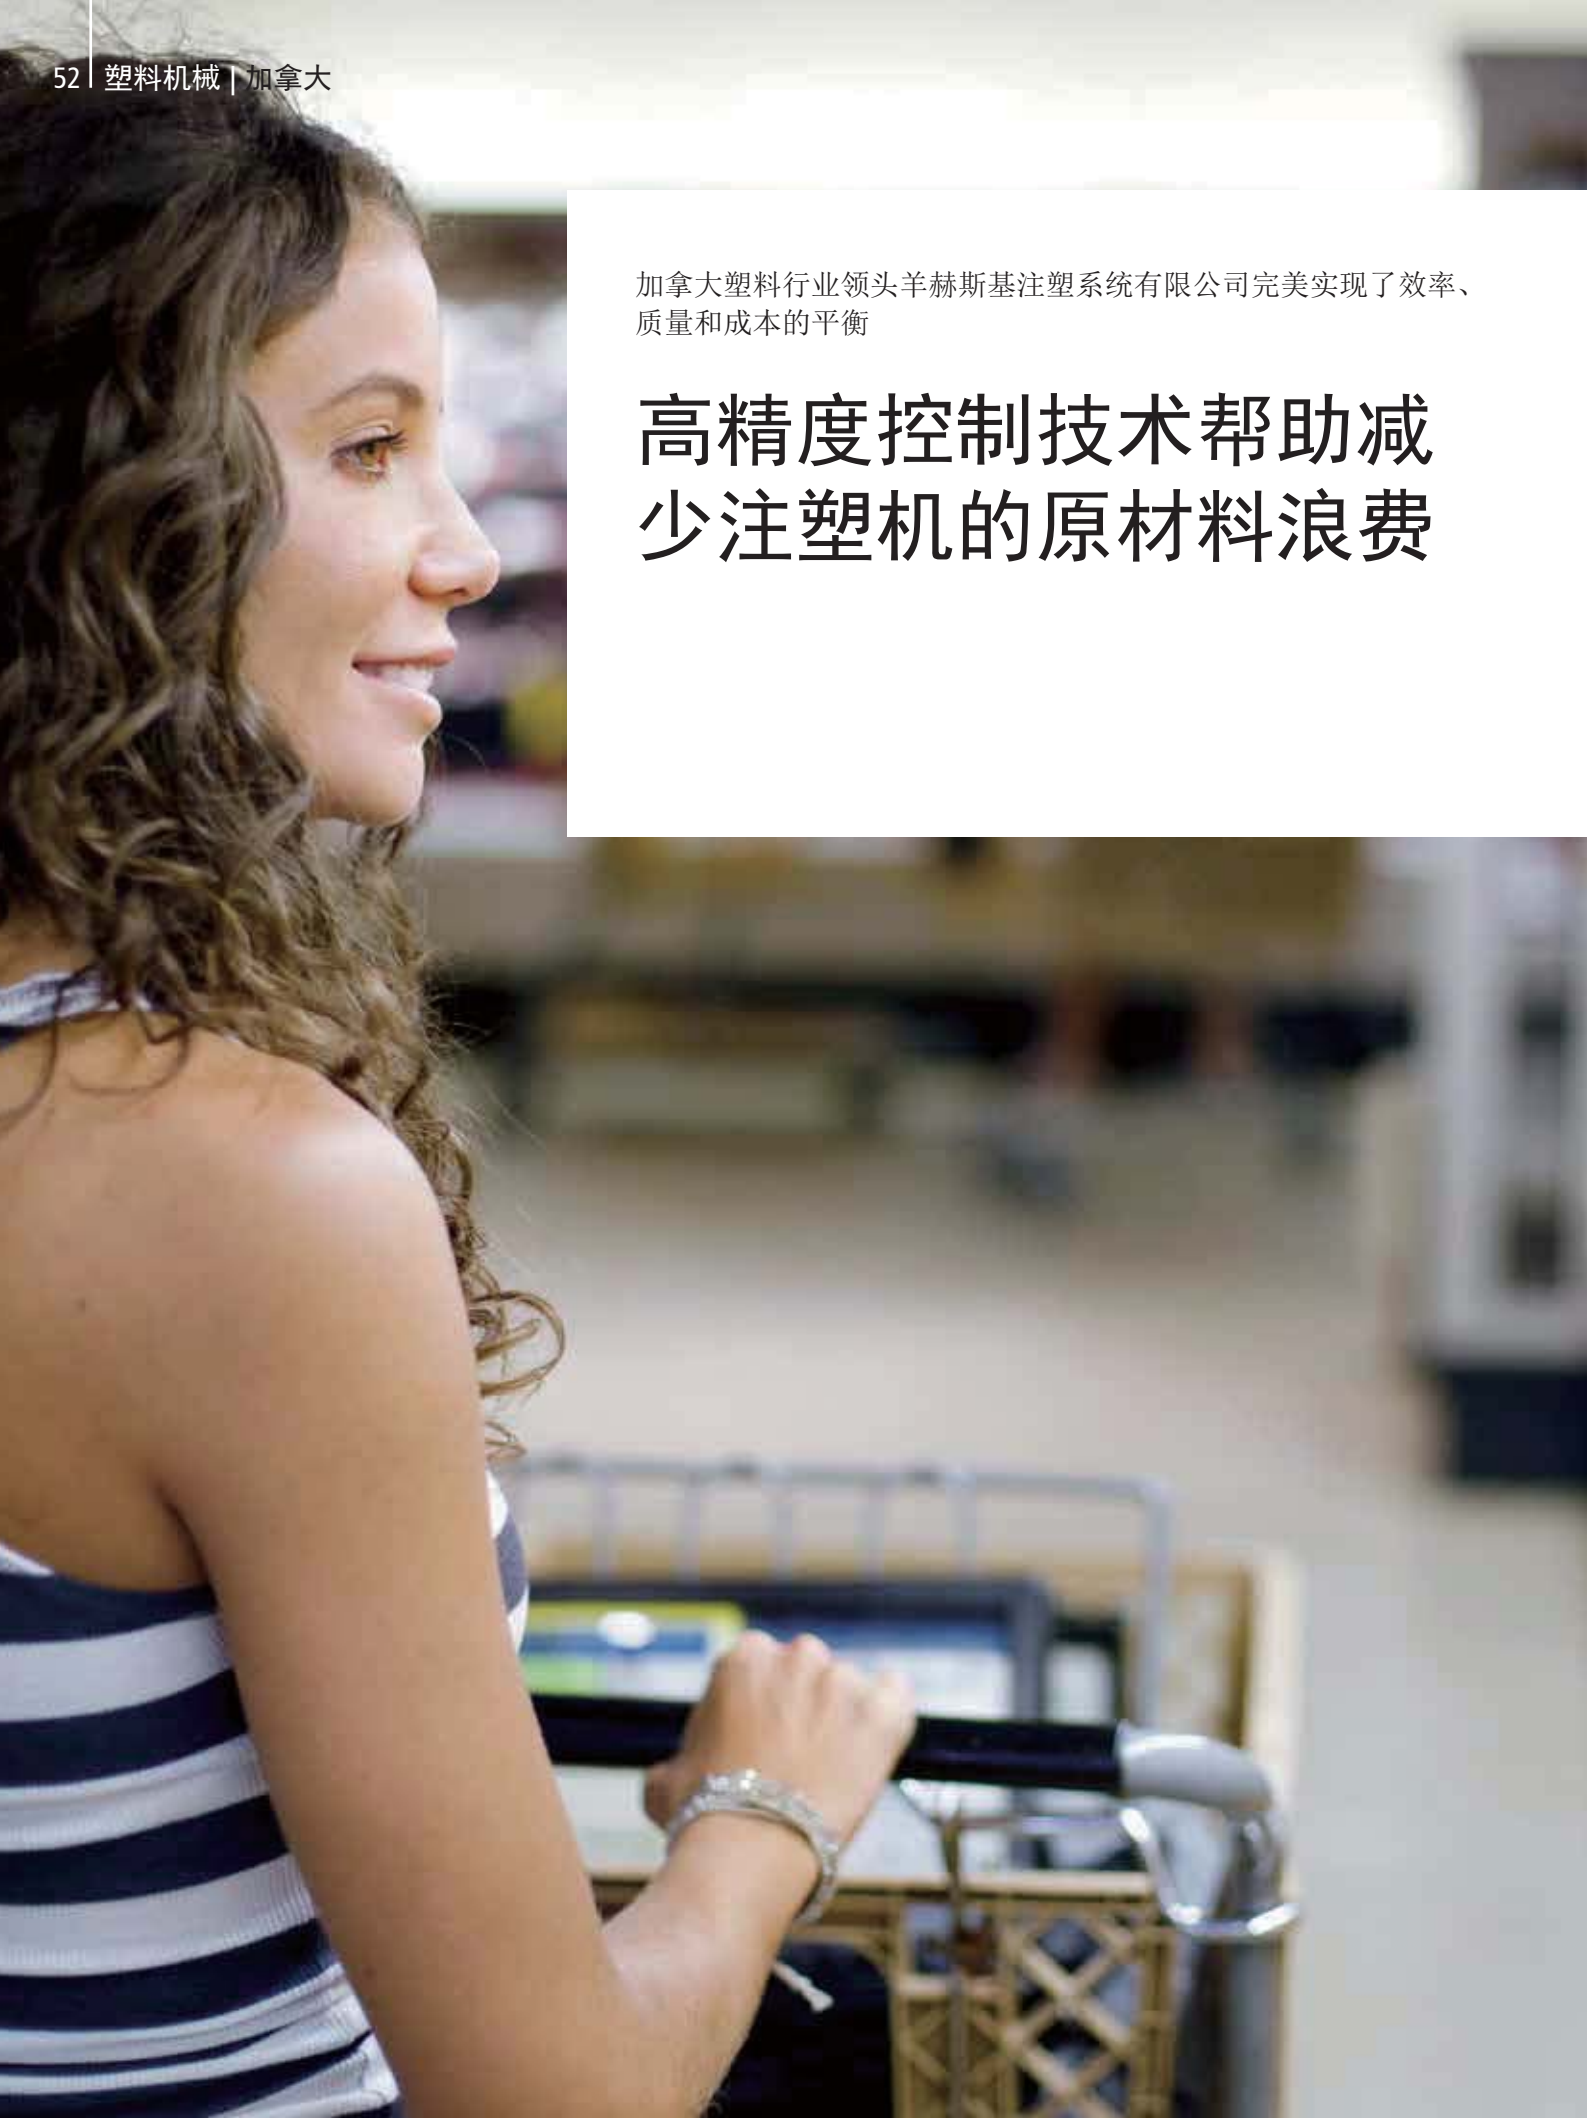 52 | 塑料机械 | 加拿大
加拿大塑料行业领头羊赫斯基注塑系统有限公司完美实现了效率、
质量和成本的平衡
高精度控制技术帮助减
少注塑机的原材料浪费